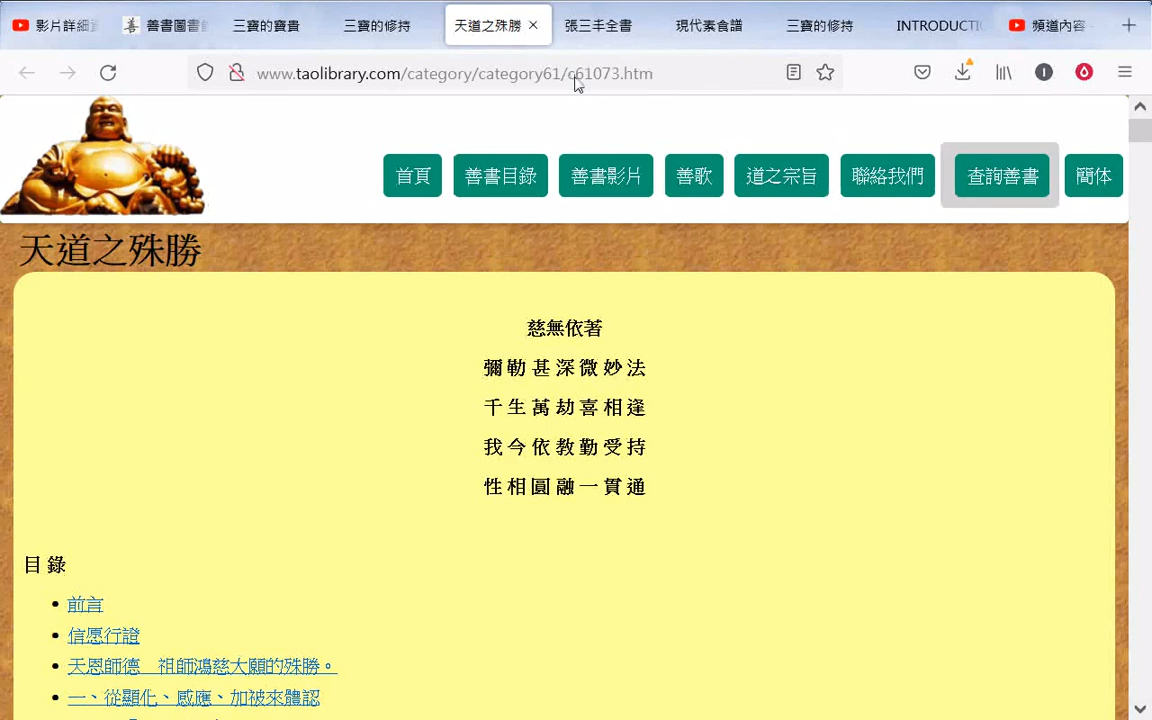 影片詳細資
善書圖書館
三寶的寶貴
三寶的修持
天道之殊勝
張三丰全書
現代素食譜
三寶的修持
INTRODUCTI
頻道內容
www.taolibrary.com/category/category61/c61073.htm
首頁
善書目錄
善書影片
善歌
道之宗旨
聯絡我們
查詢善書
簡体
天道之殊勝
慈無依著
彌勒甚深微妙法
千生萬劫喜相逢
我今依教勤受持
性相圓融一貫通
目錄
前言
信愿行證
天恩師德　祖師鴻慈大願的殊勝。
一、從顯化、感應、加被來體認